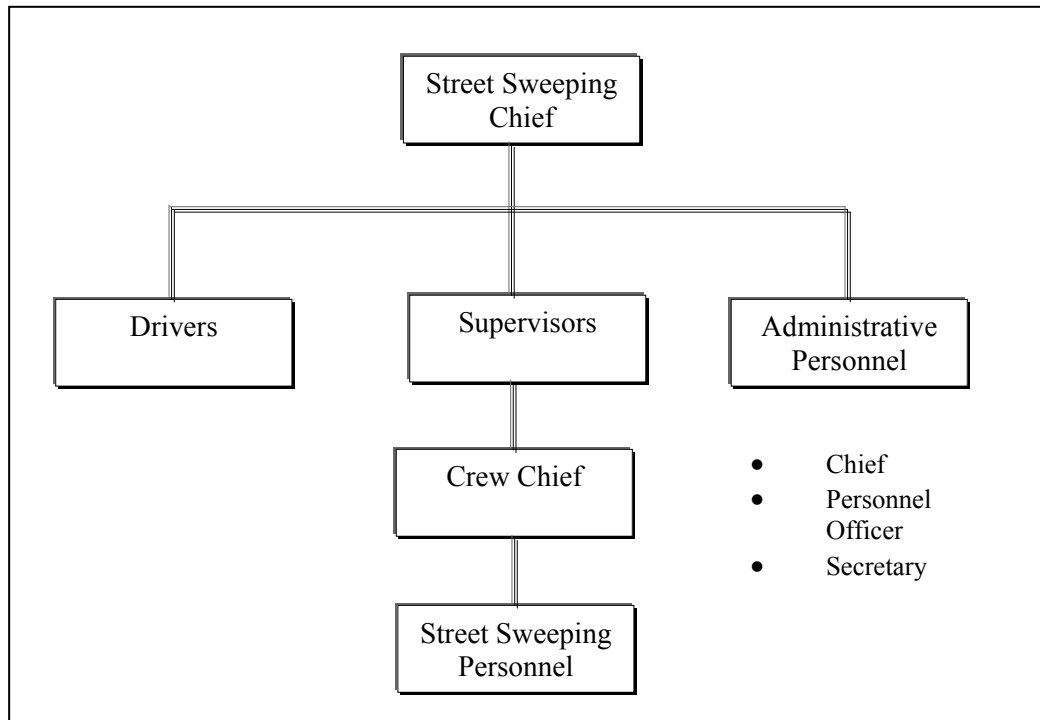 Street Sweeping
Chief
Drivers
Supervisors
Administrative
Personnel
Crew Chief
• Chief
• Personnel
Officer
• Secretary
Street Sweeping
Personnel